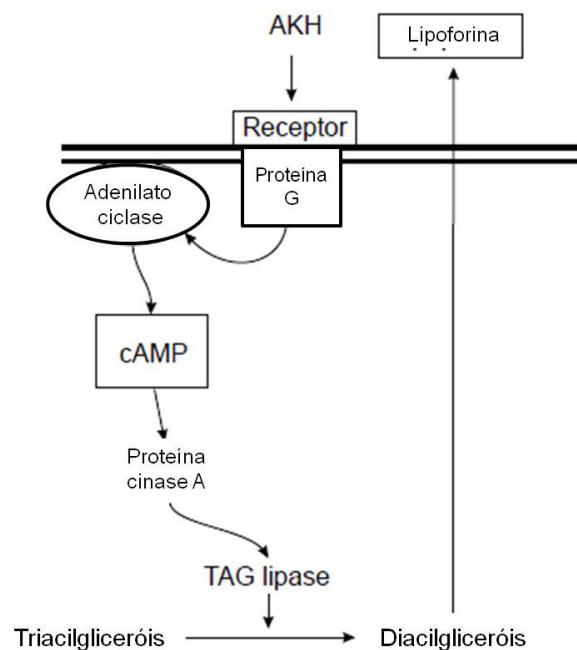 AKH
Lipoforina
Receptor
Proteína
G
Adenilato
ciclase
cAMP
Proteína
cinase A
TAG lipase
Triacilgliceróis
Diacilgliceróis